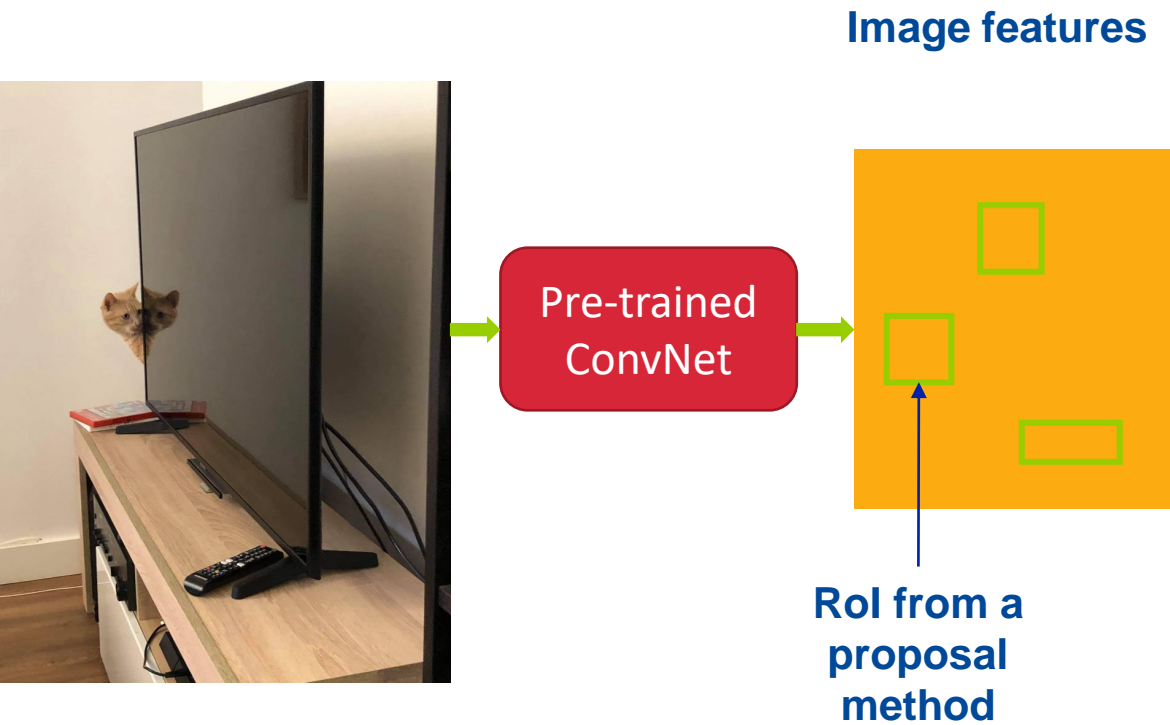 Image features
Pre-trained
ConvNet
RoI from a
proposal
method